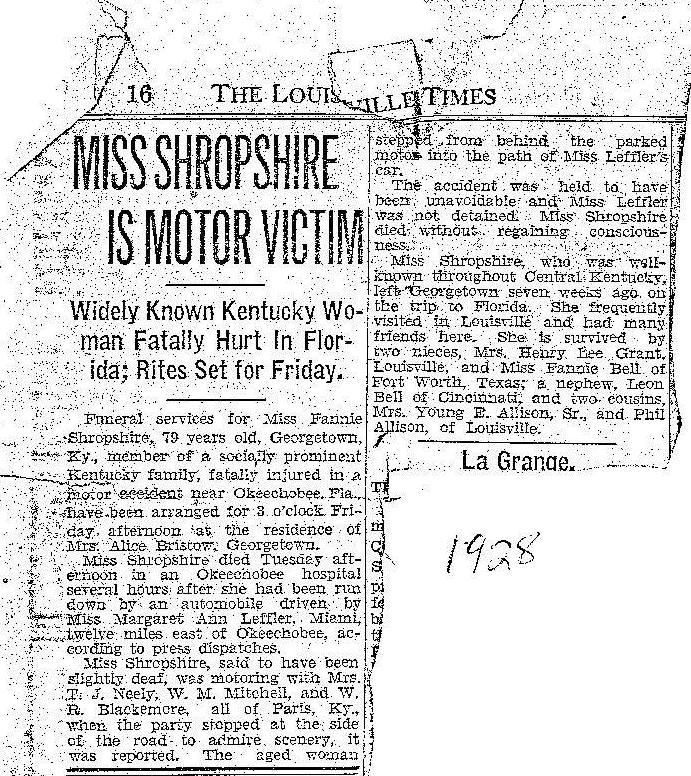 16 THE LOUISVILLE TIMES
MISS SHROPSHIRE
IS MOTOR VICTIM
Widely Known Kentucky Wo-
man Fatally Hurt In Flor-
ida; Rites Set for Friday.
Funeral services for Miss Fannie
Shropshire, 79 years old, Georgetown,
Ky., member of a socially prominent
Kentucky family, fatally injured in a
motor accident near Okeechobee, Fla.,
have been arranged for 3 o'clock Fri-
day afternoon at the residence of
Mrs. Alice Bristow, Georgetown.
Miss Shropshire died Tuesday aft-
ernoon in an Okeechobee hospital
several hours after she had been run
down by an automobile driven by
Miss Margaret Ann Leffler, Miami,
twelve miles east of Okeechobee, ac-
cording to press dispatches.
Miss Shropshire, said to have been
slightly deaf, was motoring with Mrs.
T. J. Neely, W. M. Mitchell, and W.
R. Blackemore, all of Paris, Ky.,
when the party stopped at the side
of the road to admire scenery, it
was reported. The aged woman
stepped from behind the parked
motor into the path of Miss Leffler's
car.
The accident was held to have
been unavoidable and Miss Leffler
was not detained. Miss Shropshire
died without regaining conscious-
ness.
Miss Shropshire, who was well-
known throughout Central Kentucky,
left Georgetown seven weeks ago on
the trip to Florida. She frequently
visited in Louisville and had many
friends here. She is survived by
two nieces, Mrs. Henry Lee Grant,
Louisville, and Miss Fannie Bell of
Fort Worth, Texas; a nephew, Leon
Bell of Cincinnati, and two cousins,
Mrs. Young E. Allison, Sr., and Phil
Allison, of Louisville.
La Grange.
1928